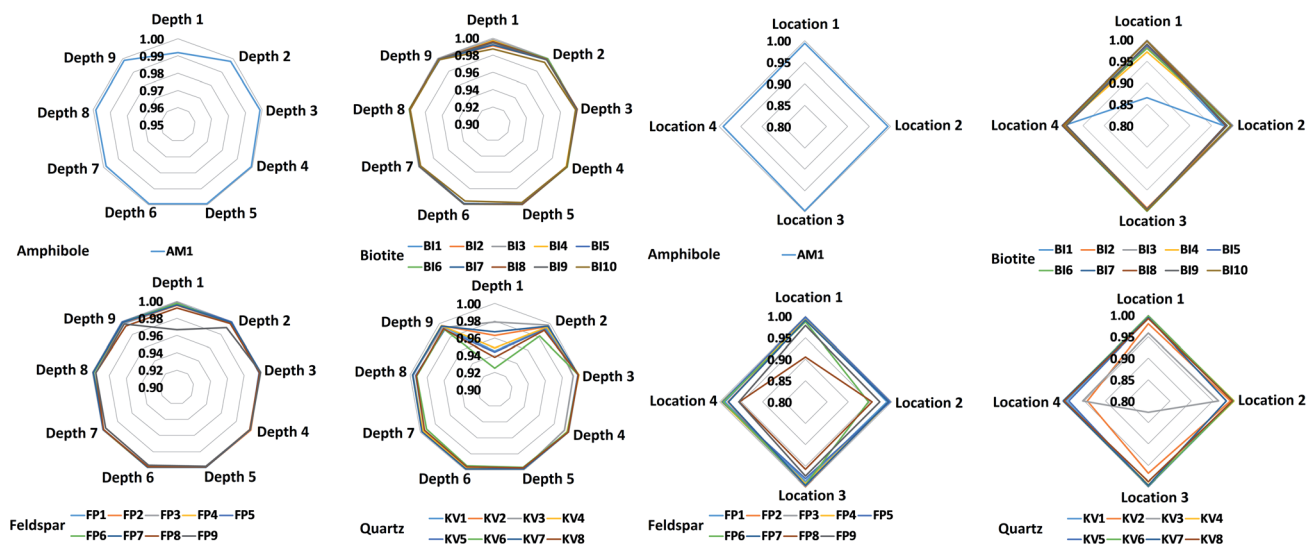 Depth 1
1.00
0.99
0.98
0.97
0.96
0.95
Depth 2
Depth 3
Depth 4
Depth 5
Depth 6
Depth 7
Depth 8
Depth 9
Amphibole
AM1
Depth 1
1.00
0.98
0.96
0.94
0.92
0.90
Depth 2
Depth 3
Depth 4
Depth 5
Depth 6
Depth 7
Depth 8
Depth 9
Biotite
BI1 BI2 BI3 BI4 BI5
BI6 BI7 BI8 BI9 BI10
Location 1
1.00
0.95
0.90
0.85
0.80
Location 2
Location 3
Location 4
Amphibole
AM1
Location 1
1.00
0.95
0.90
0.85
0.80
Location 2
Location 3
Location 4
Biotite
BI1 BI2 BI3 BI4 BI5
BI6 BI7 BI8 BI9 BI10
Depth 1
1.00
0.98
0.96
0.94
0.92
0.90
Depth 2
Depth 3
Depth 4
Depth 5
Depth 6
Depth 7
Depth 8
Depth 9
Feldspar
FP1 FP2 FP3 FP4 FP5
FP6 FP7 FP8 FP9
Depth 1
1.00
0.98
0.96
0.94
0.92
0.90
Depth 2
Depth 3
Depth 4
Depth 5
Depth 6
Depth 7
Depth 8
Depth 9
Quartz
KV1 KV2 KV3 KV4
KV5 KV6 KV7 KV8
Location 1
1.00
0.95
0.90
0.85
0.80
Location 2
Location 3
Location 4
Feldspar
FP1 FP2 FP3 FP4 FP5
FP6 FP7 FP8 FP9
Location 1
1.00
0.95
0.90
0.85
0.80
Location 2
Location 3
Location 4
Quartz
KV1 KV2 KV3 KV4
KV5 KV6 KV7 KV8